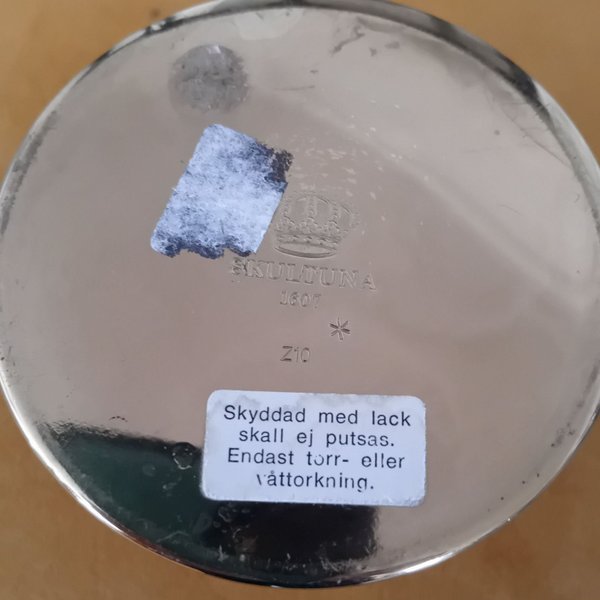 SKULTUNA
1607
*
Z10
Skyddad med lack
skall ej putsas.
Endast torr- eller
våttorkning.